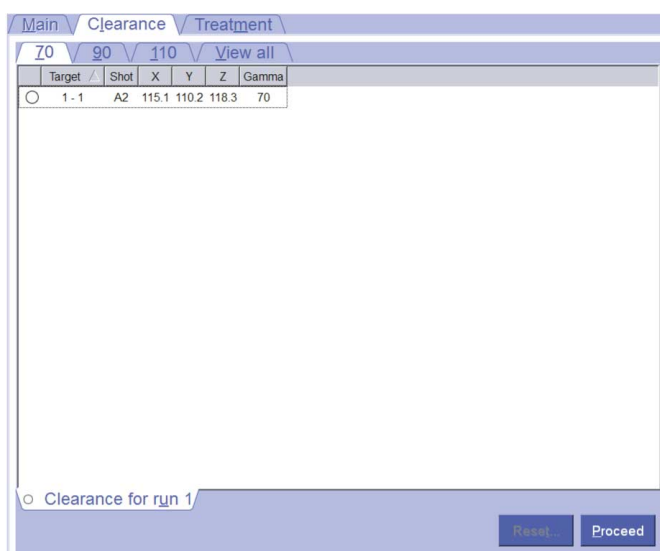 Main Clearance Treatment
70 90 110 View all
Target Shot X Y Z Gamma
1 - 1 A2 115.1 110.2 118.3 70
Clearance for run 1
Reset... Proceed